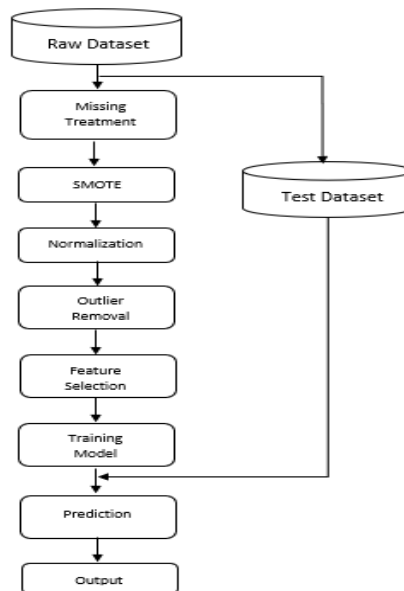 Raw Dataset
Missing
Treatment
SMOTE
Test Dataset
Normalization
Outlier
Removal
Feature
Selection
Training
Model
Prediction
Output